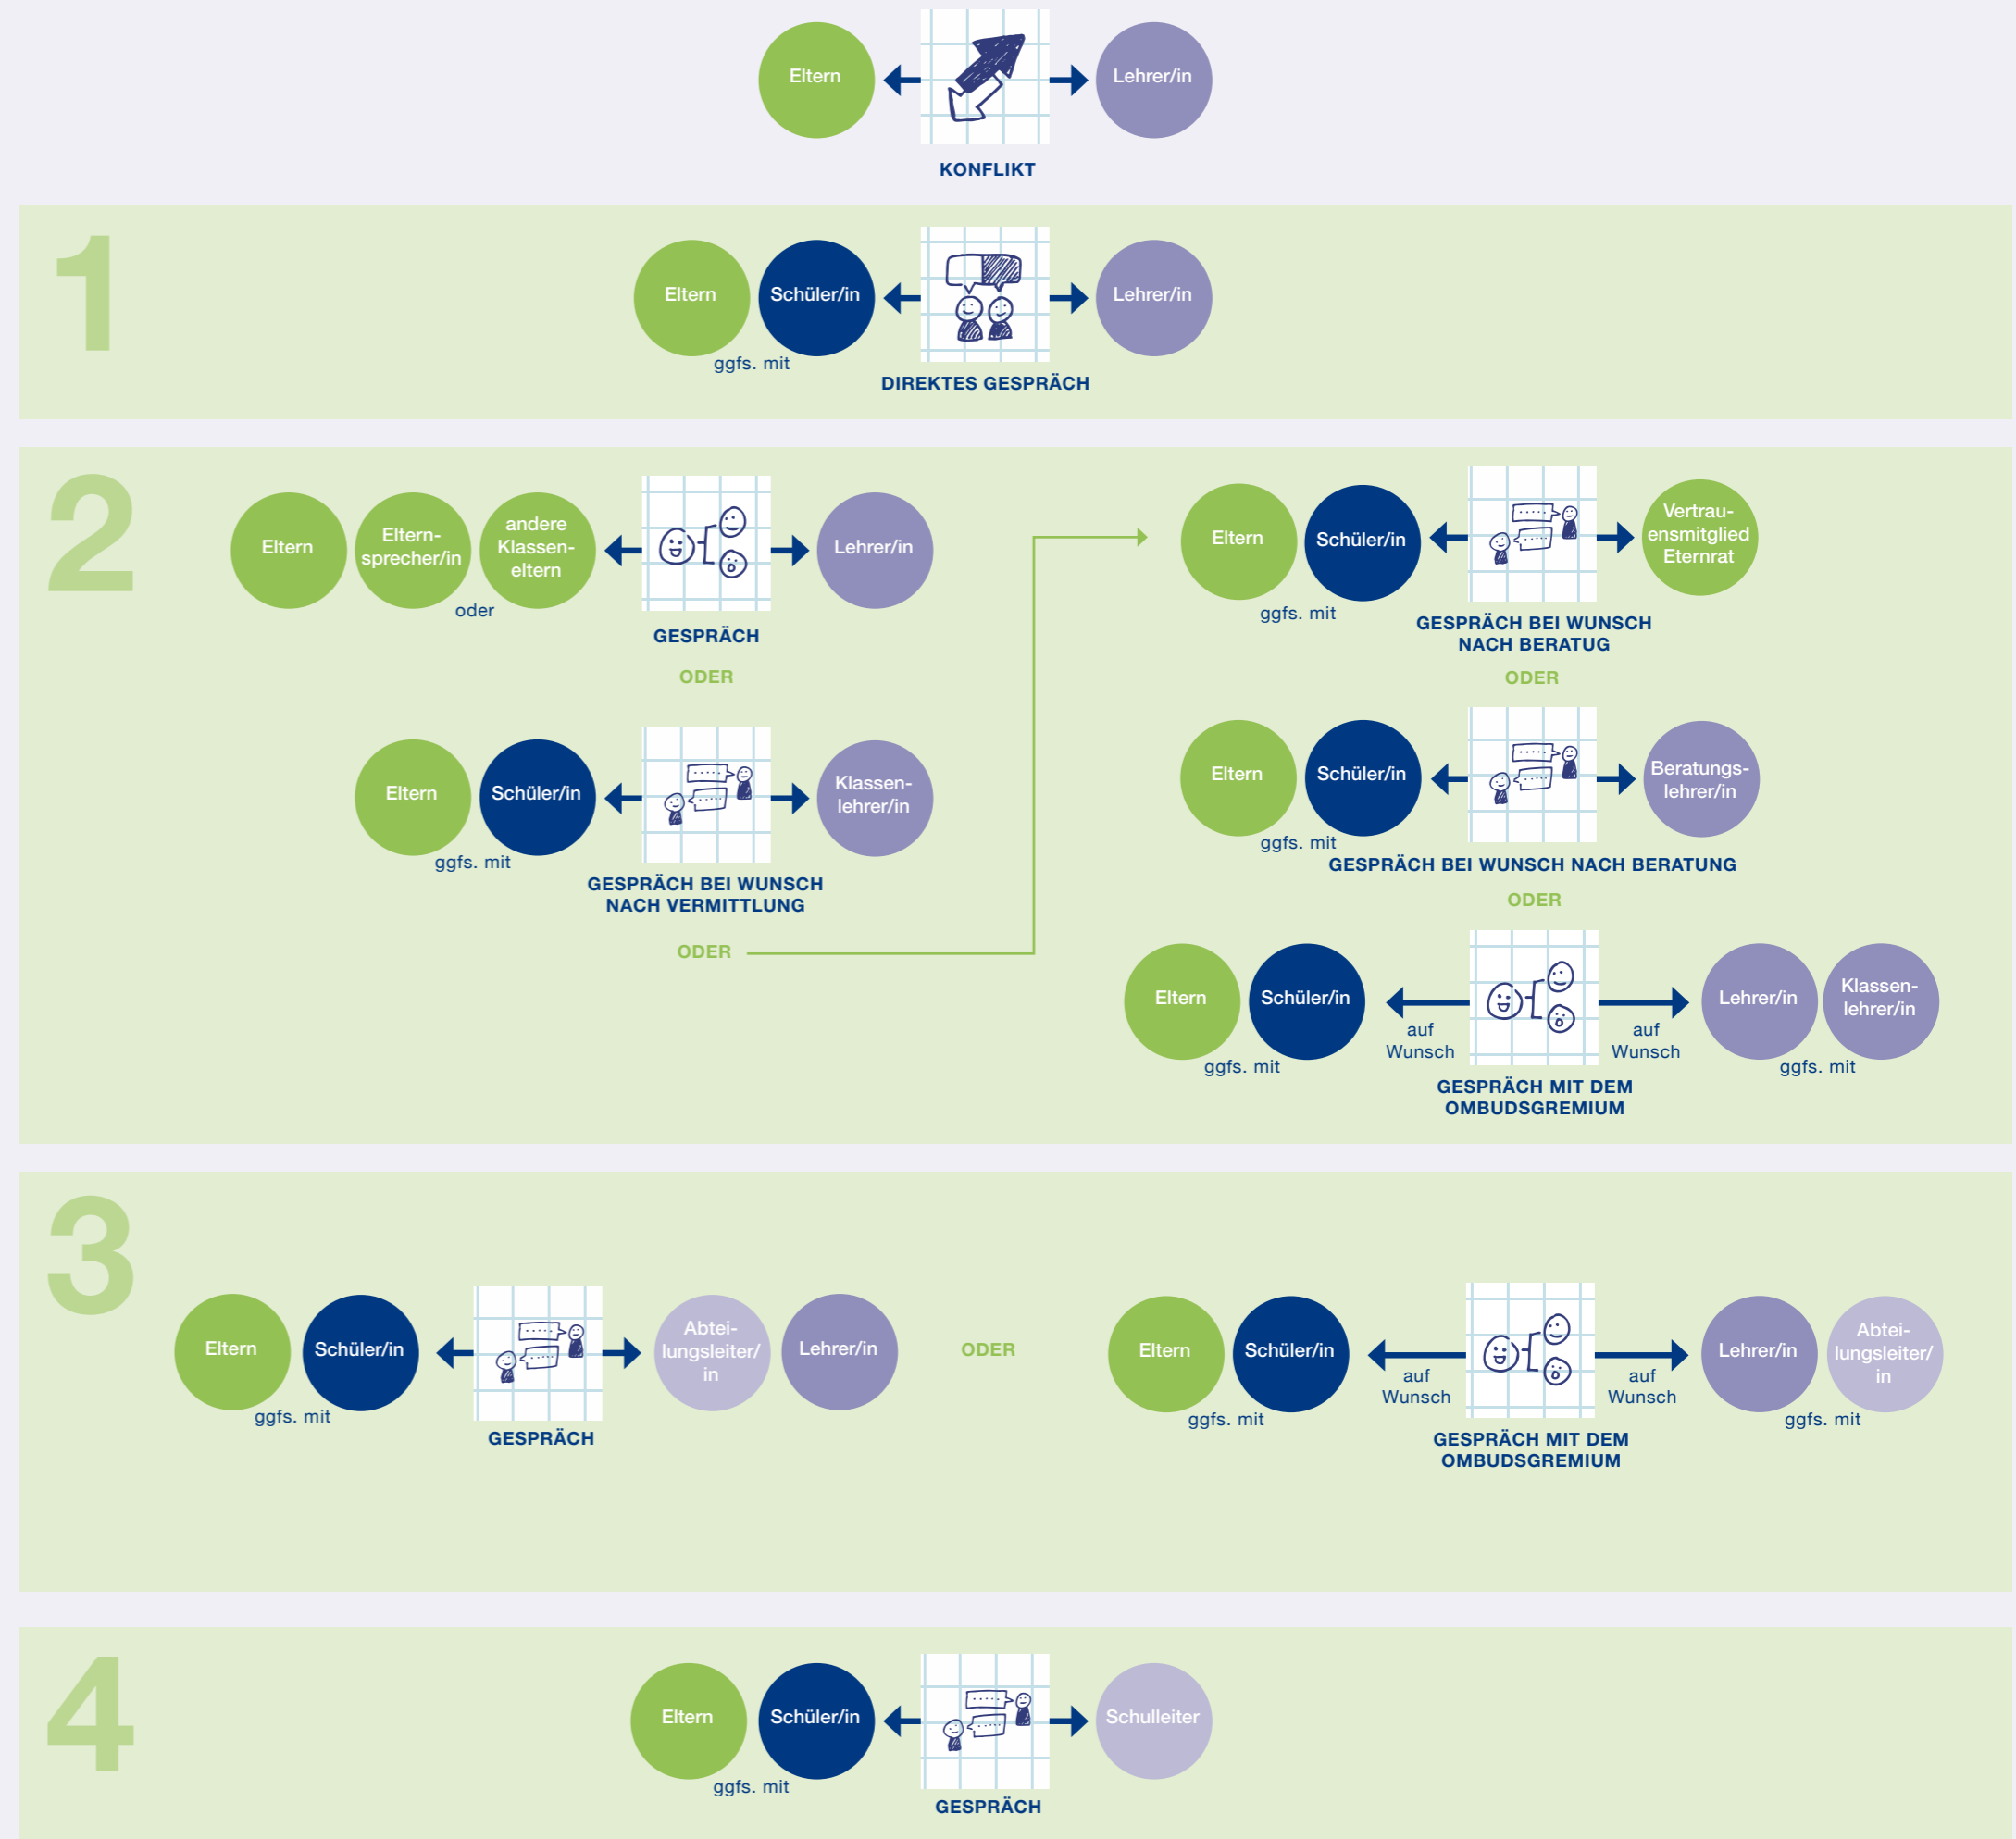 Eltern
Lehrer/in
KONFLIKT
1
Eltern
Schüler/in
Lehrer/in
ggfs. mit
DIREKTES GESPRÄCH
2
Eltern
Eltern-
sprecher/in
andere
Klassen-
eltern
Lehrer/in
oder
GESPRÄCH
ODER
Eltern
Schüler/in
Klassen-
lehrer/in
ggfs. mit
GESPRÄCH BEI WUNSCH
NACH VERMITTLUNG
ODER
Eltern
Schüler/in
Vertrau-
ensmitglied
Eternrat
ggfs. mit
GESPRÄCH BEI WUNSCH
NACH BERATUG
ODER
Eltern
Schüler/in
Beratungs-
lehrer/in
ggfs. mit
GESPRÄCH BEI WUNSCH NACH BERATUNG
ODER
Eltern
Schüler/in
auf
Wunsch
auf
Wunsch
Lehrer/in
Klassen-
lehrer/in
ggfs. mit
ggfs. mit
GESPRÄCH MIT DEM
OMBUDSGREMIUM
3
Eltern
Schüler/in
Abtei-
lungsleiter/
in
Lehrer/in
ggfs. mit
GESPRÄCH
ODER
Eltern
Schüler/in
auf
Wunsch
auf
Wunsch
Lehrer/in
Abtei-
lungsleiter/
in
ggfs. mit
ggfs. mit
GESPRÄCH MIT DEM
OMBUDSGREMIUM
4
Eltern
Schüler/in
Schulleiter
ggfs. mit
GESPRÄCH